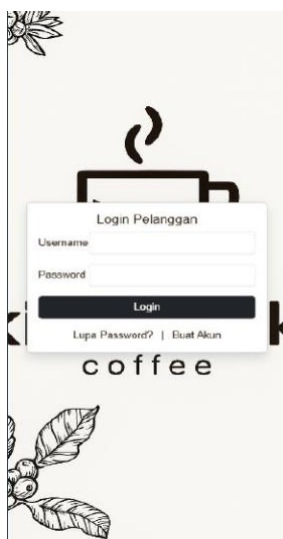 Login Pelanggan
Username
Password
Login
Lupa Password? | Buat Akun
coffee